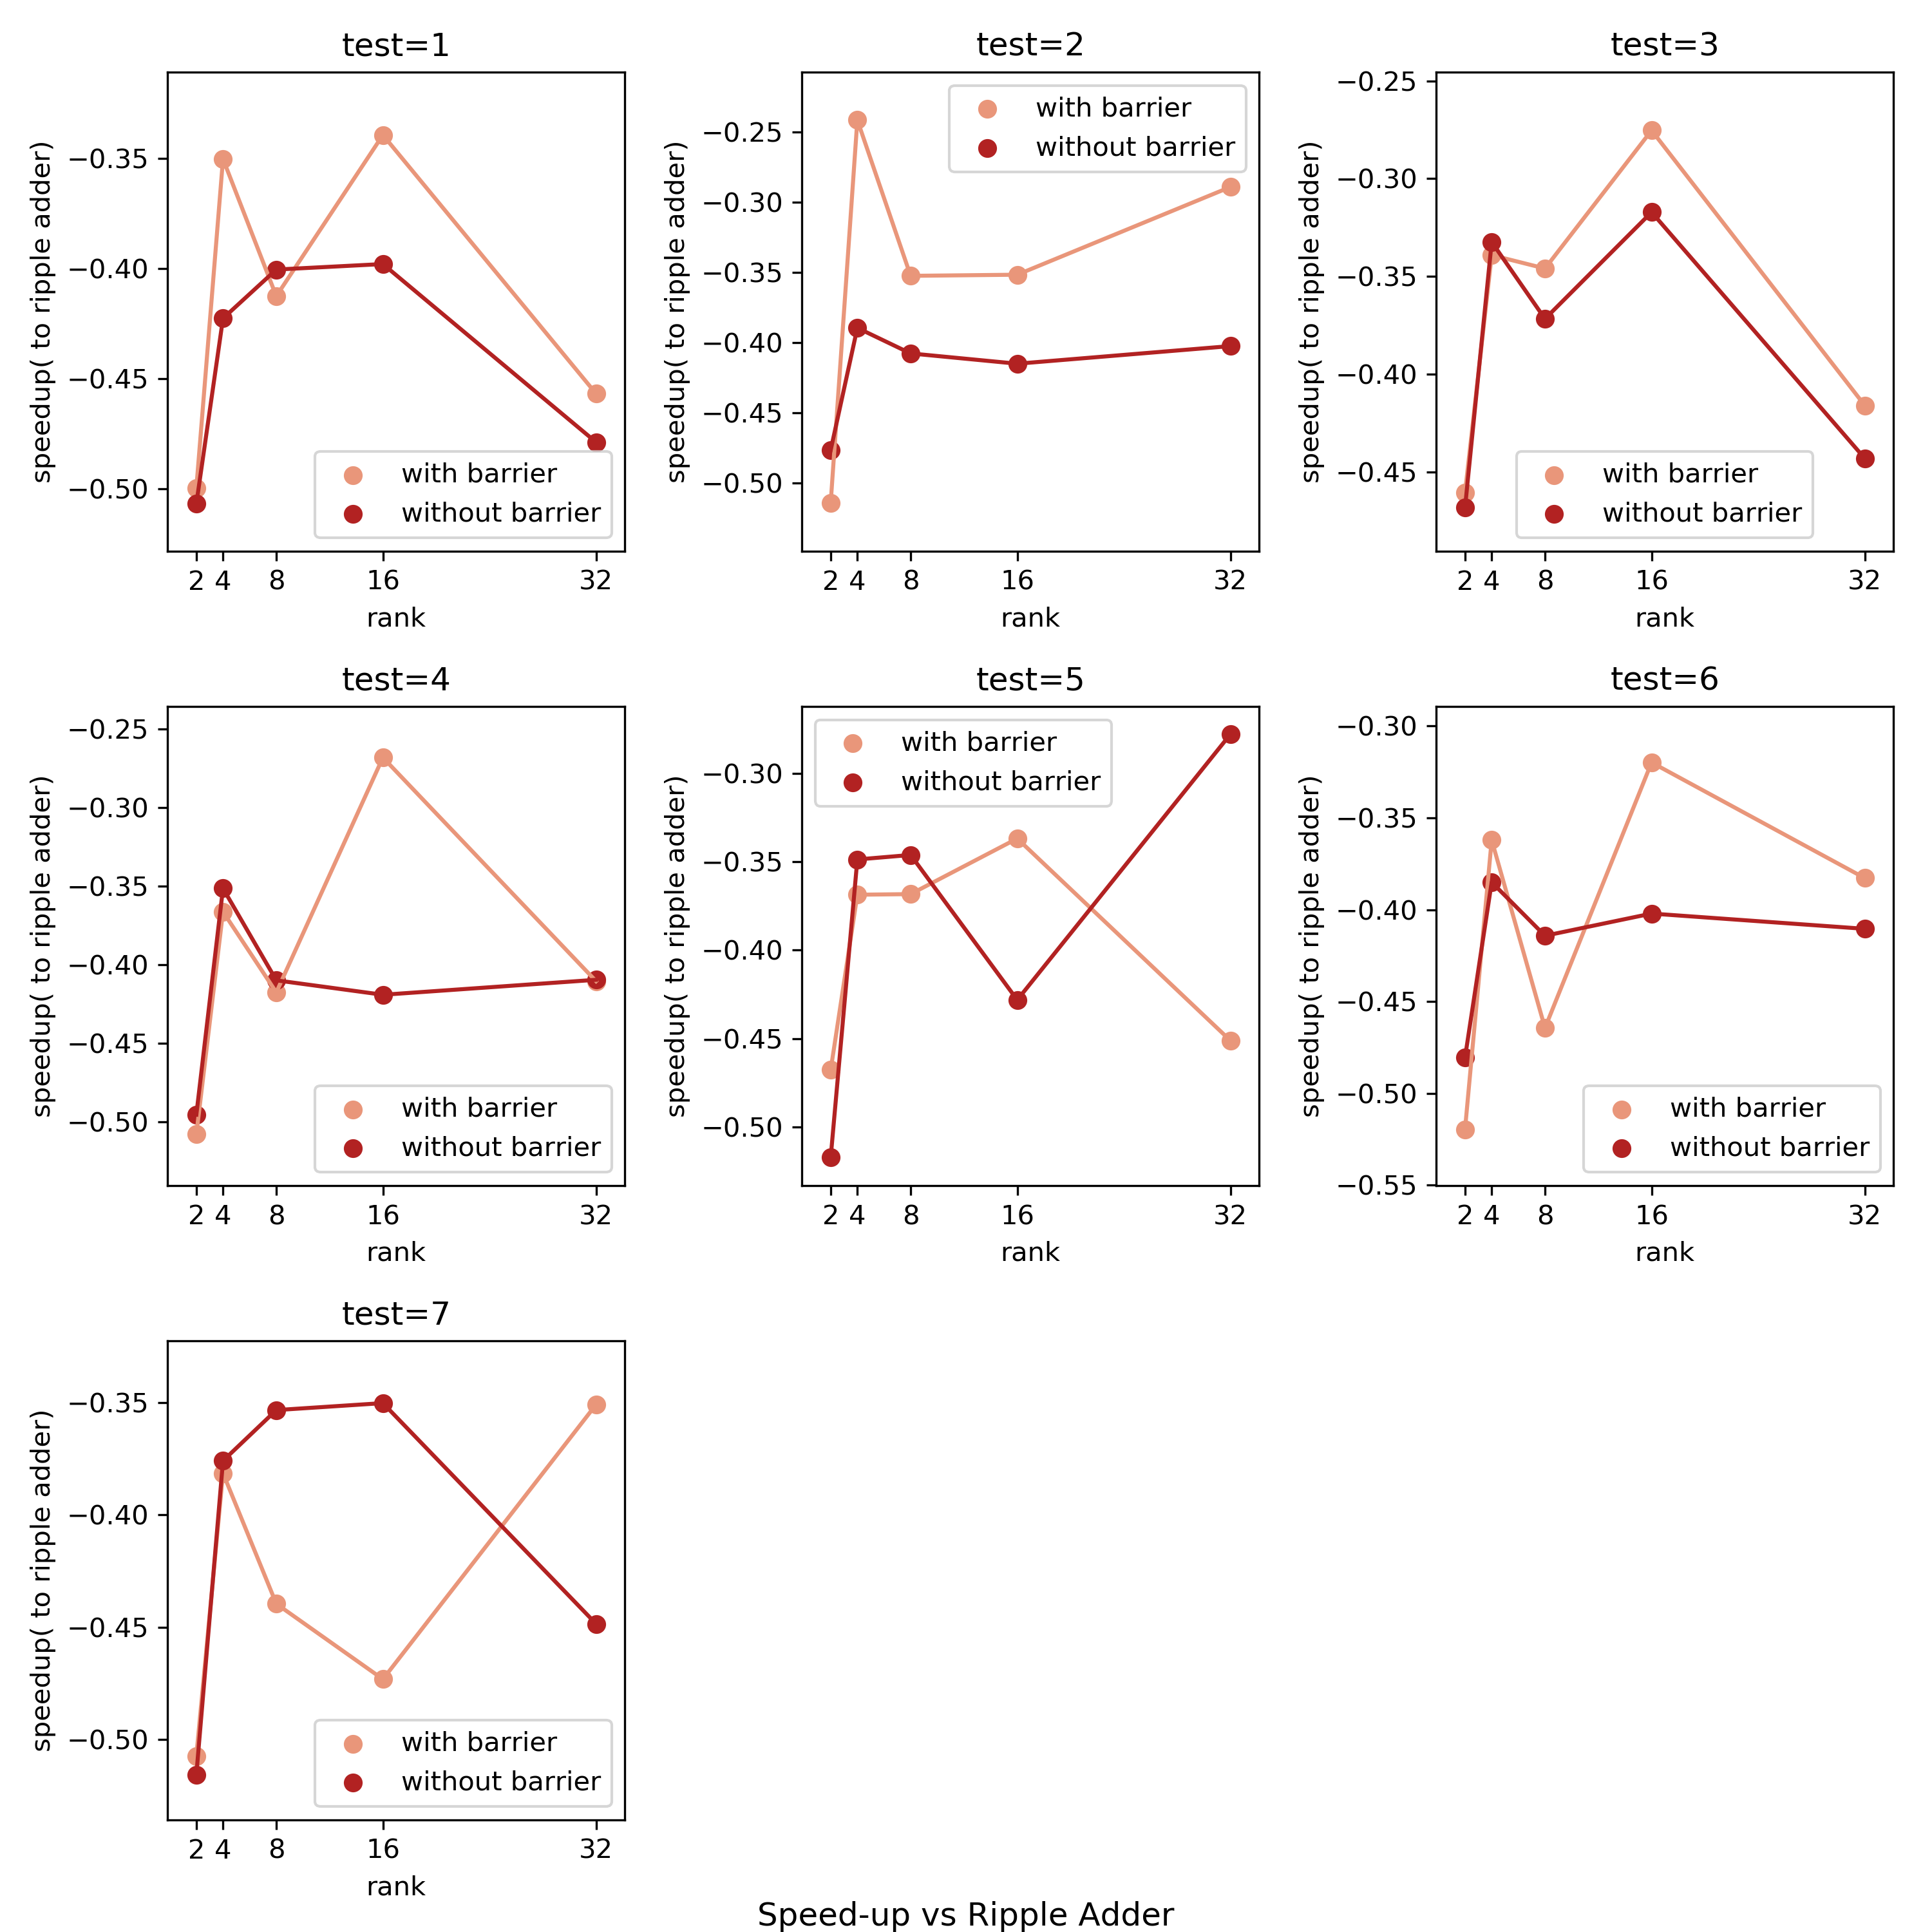 test=1
speedup( to ripple adder)
−0.35
−0.40
−0.45
−0.50
with barrier
without barrier
2 4 8 16 32
rank
test=2
speedup( to ripple adder)
−0.25
−0.30
−0.35
−0.40
−0.45
−0.50
with barrier
without barrier
2 4 8 16 32
rank
test=3
speedup( to ripple adder)
−0.25
−0.30
−0.35
−0.40
−0.45
with barrier
without barrier
2 4 8 16 32
rank
test=4
speedup( to ripple adder)
−0.25
−0.30
−0.35
−0.40
−0.45
−0.50
with barrier
without barrier
2 4 8 16 32
rank
test=5
speedup( to ripple adder)
−0.30
−0.35
−0.40
−0.45
−0.50
with barrier
without barrier
2 4 8 16 32
rank
test=6
speedup( to ripple adder)
−0.30
−0.35
−0.40
−0.45
−0.50
−0.55
with barrier
without barrier
2 4 8 16 32
rank
test=7
speedup( to ripple adder)
−0.35
−0.40
−0.45
−0.50
with barrier
without barrier
2 4 8 16 32
rank
Speed-up vs Ripple Adder